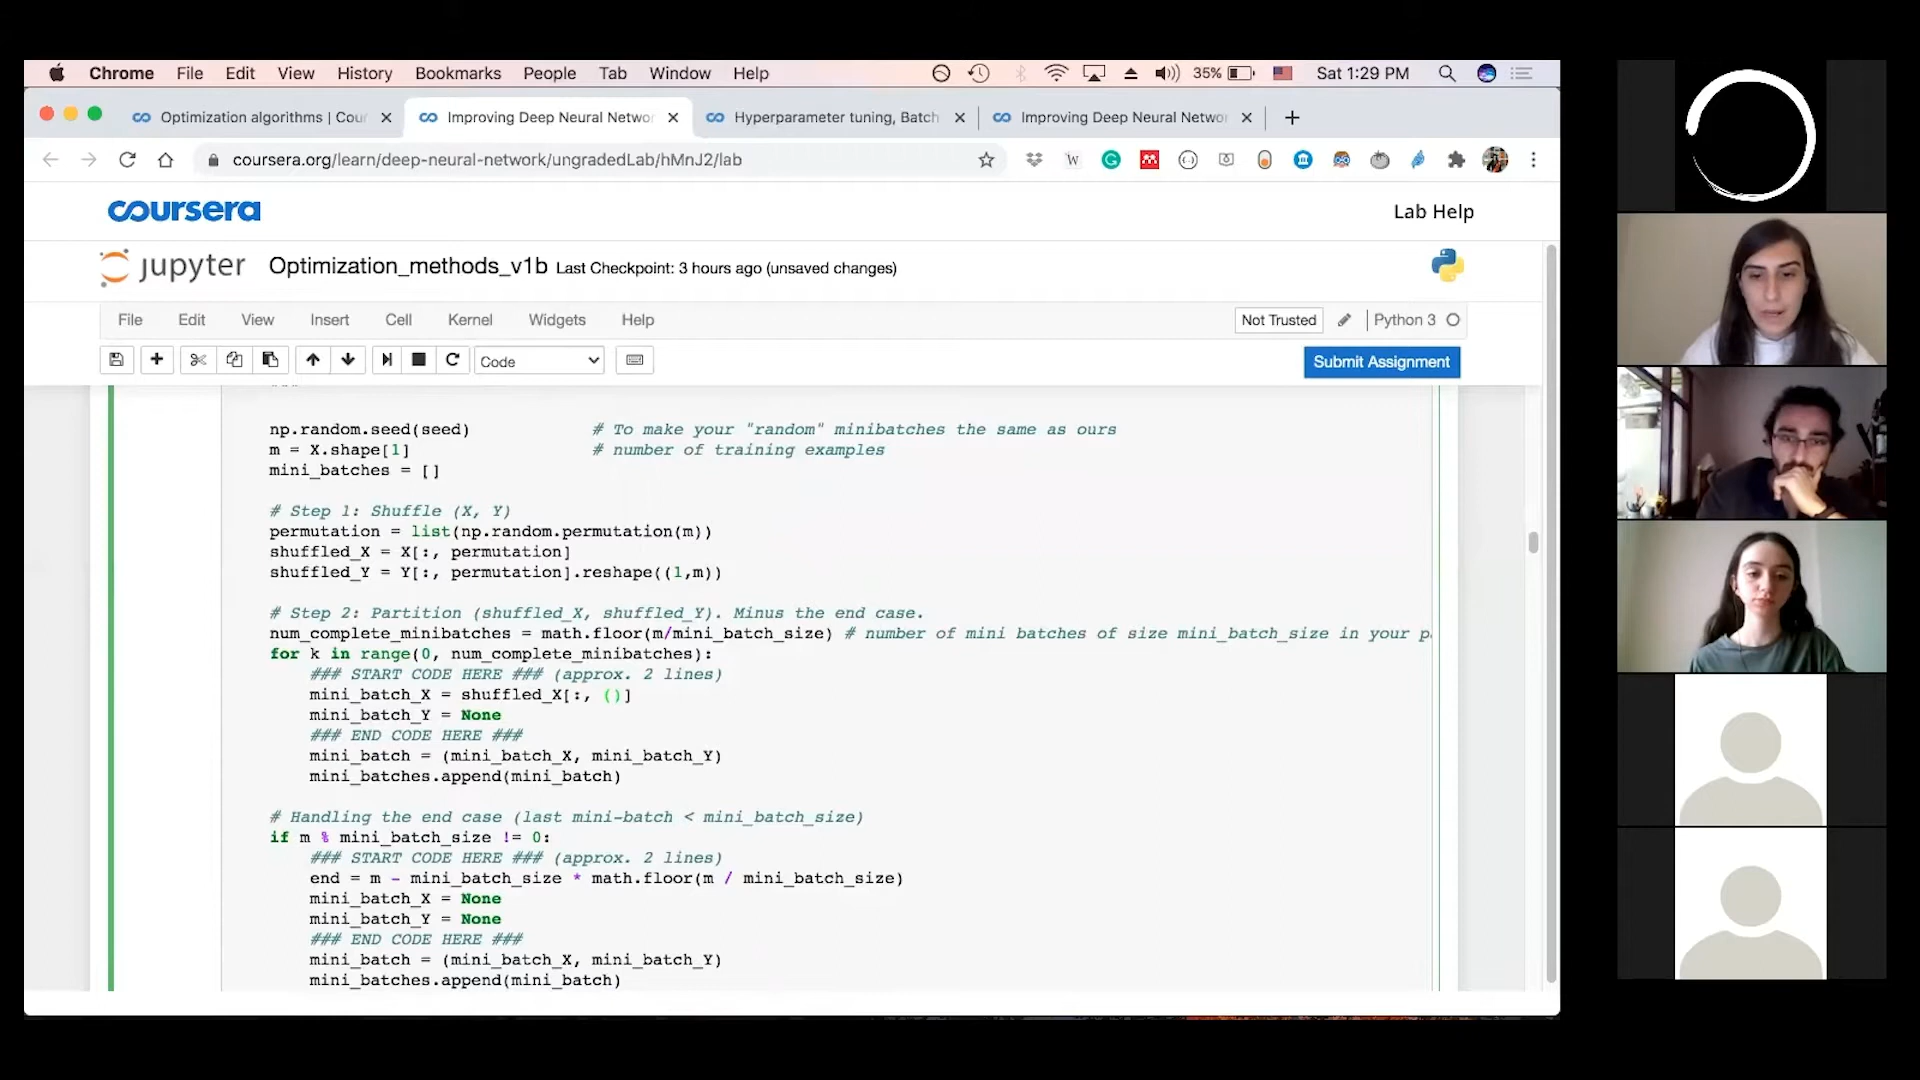 Chrome File Edit View History Bookmarks People Tab Window Help 35% Sat 1:29 PM
Optimization algorithms | Cour Improving Deep Neural Networ Hyperparameter tuning, Batch Improving Deep Neural Networ
coursera.org/learn/deep-neural-network/ungradedLab/hMnJ2/lab
coursera Lab Help
jupyter Optimization_methods_v1b Last Checkpoint: 3 hours ago (unsaved changes)
File Edit View Insert Cell Kernel Widgets Help Not Trusted Python 3
Code Submit Assignment
np.random.seed(seed) # To make your "random" minibatches the same as ours
m = X.shape[1] # number of training examples
mini_batches = []
# Step 1: Shuffle (X, Y)
permutation = list(np.random.permutation(m))
shuffled_X = X[:, permutation]
shuffled_Y = Y[:, permutation].reshape((1,m))
# Step 2: Partition (shuffled_X, shuffled_Y). Minus the end case.
num_complete_minibatches = math.floor(m/mini_batch_size) # number of mini batches of size mini_batch_size in your p
for k in range(0, num_complete_minibatches):
### START CODE HERE ### (approx. 2 lines)
mini_batch_X = shuffled_X[:, ()]
mini_batch_Y = None
### END CODE HERE ###
mini_batch = (mini_batch_X, mini_batch_Y)
mini_batches.append(mini_batch)
# Handling the end case (last mini-batch < mini_batch_size)
if m % mini_batch_size != 0:
### START CODE HERE ### (approx. 2 lines)
end = m - mini_batch_size * math.floor(m / mini_batch_size)
mini_batch_X = None
mini_batch_Y = None
### END CODE HERE ###
mini_batch = (mini_batch_X, mini_batch_Y)
mini_batches.append(mini_batch)